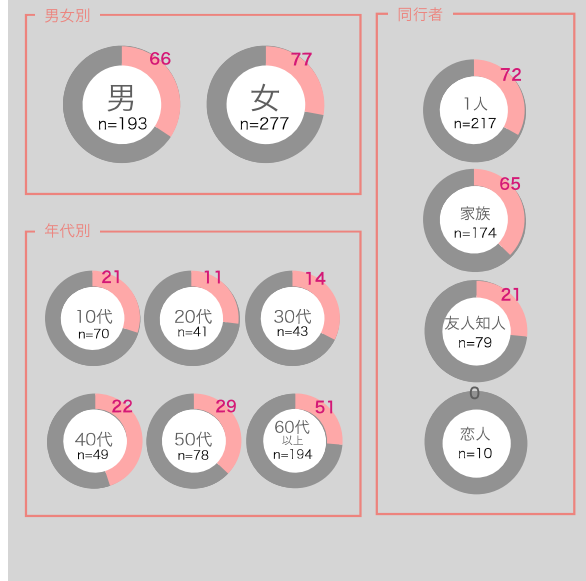 男女別
66
男
n=193
77
女
n=277
年代別
21
10代
n=70
11
20代
n=41
14
30代
n=43
22
40代
n=49
29
50代
n=78
51
60代
以上
n=194
同行者
72
1人
n=217
65
家族
n=174
21
友人知人
n=79
0
恋人
n=10